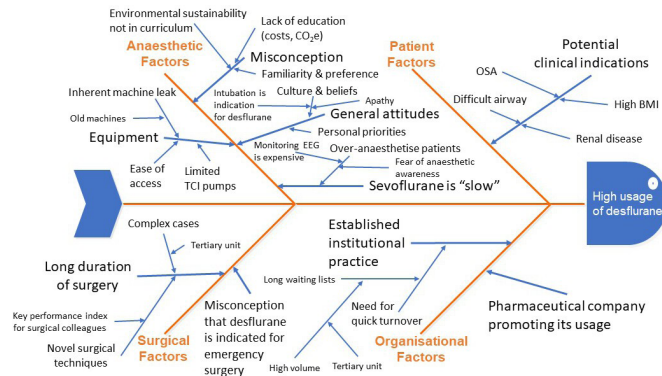 Environmental sustainability
not in curriculum
Lack of education
(costs, CO₂e)
Anaesthetic
Factors
Misconception
Familiarity & preference
Patient
Factors
Potential
clinical indications
OSA
High BMI
Difficult airway
Renal disease
Inherent machine leak
Old machines
Equipment
Ease of
access
Limited
TCI pumps
Intubation is
indication
for desflurane
Culture & beliefs
Apathy
General attitudes
Personal priorities
Monitoring EEG
is expensive
Over-anaesthetise patients
Fear of anaesthetic
awareness
Sevoflurane is “slow”
High usage
of desflurane
Complex cases
Tertiary unit
Long duration
of surgery
Key performance index
for surgical colleagues
Novel surgical
techniques
Surgical
Factors
Misconception
that desflurane
is indicated for
emergency
surgery
Established
institutional
practice
Long waiting lists
Need for
quick turnover
High volume
Tertiary unit
Organisational
Factors
Pharmaceutical company
promoting its usage